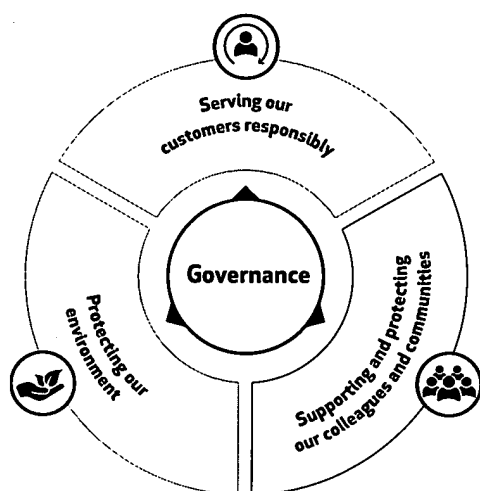 Serving our
customers responsibly
Governance
Protecting our
environment
Supporting and protecting
our colleagues and communities